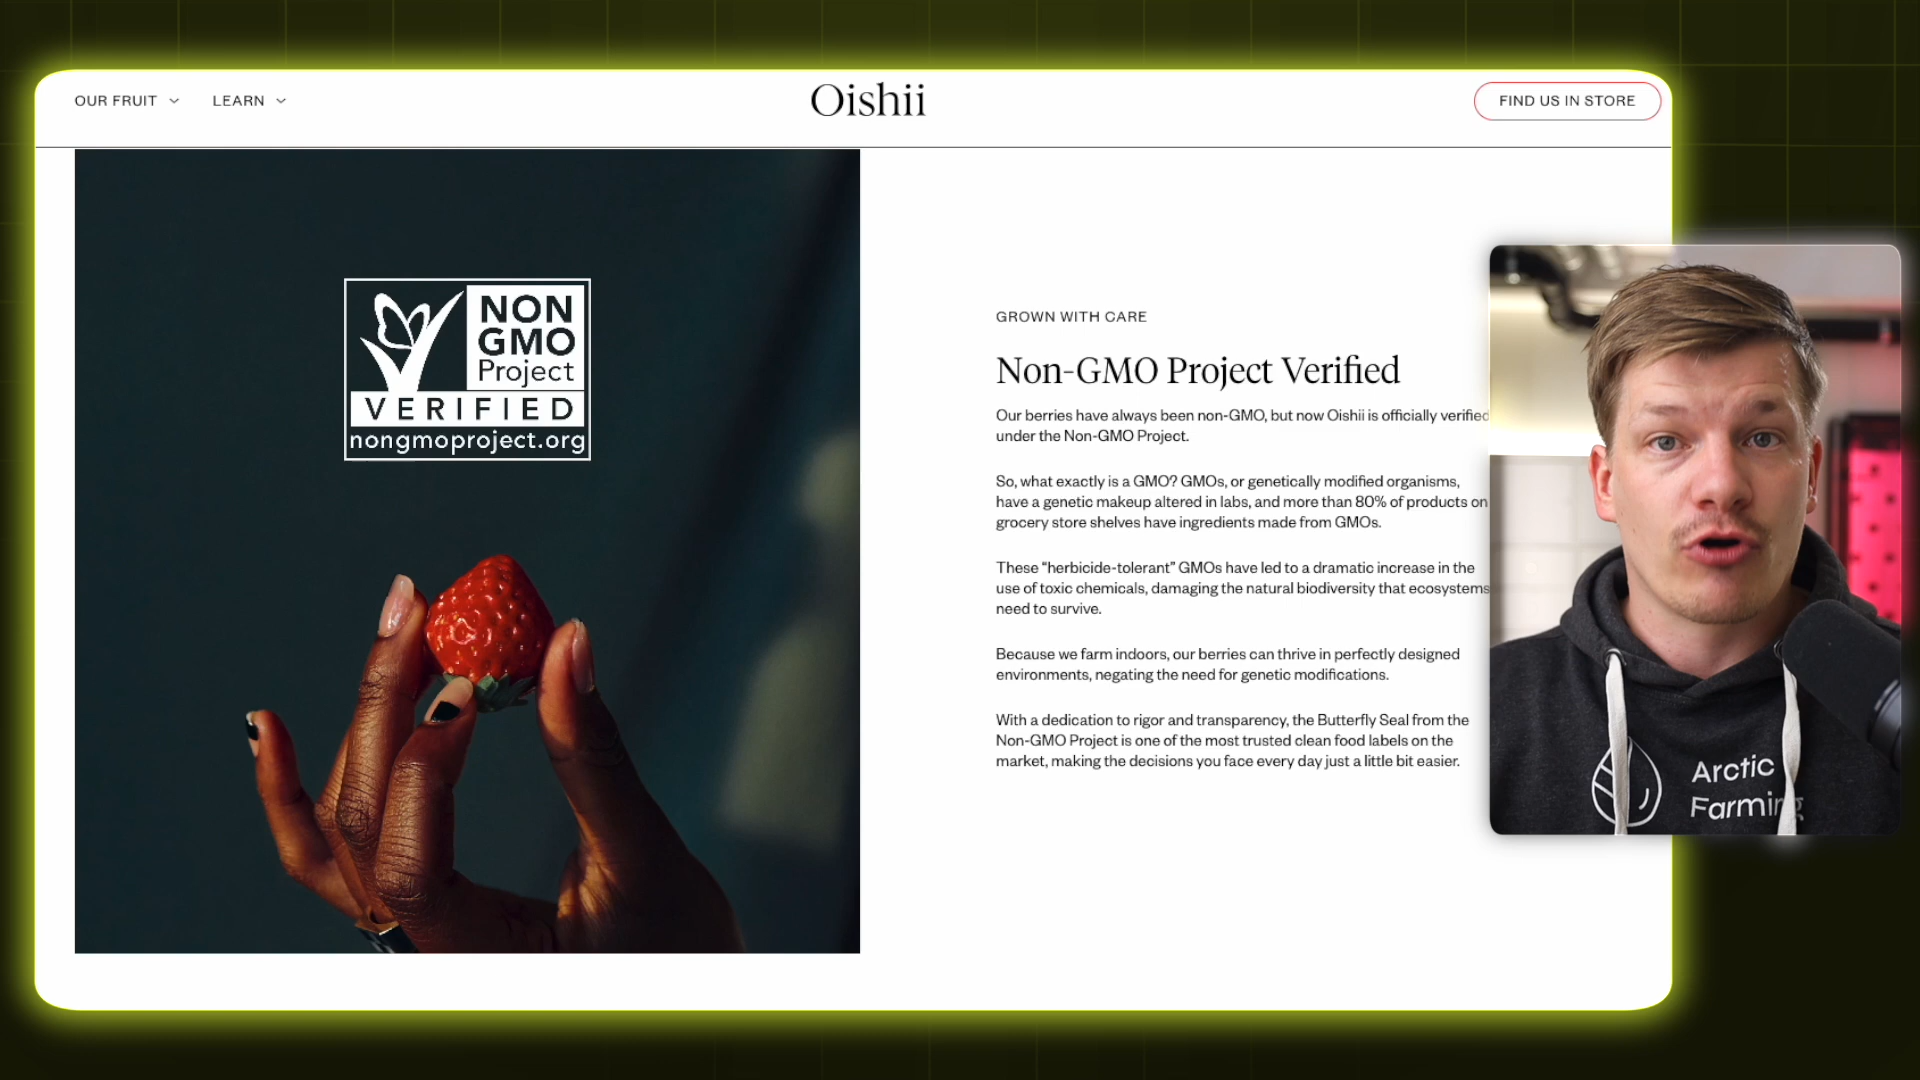 OUR FRUIT
LEARN
Oishii
FIND US IN STORE
NON
GMO
Project
VERIFIED
nongmoproject.org
GROWN WITH CARE
Non-GMO Project Verified
Our berries have always been non-GMO, but now Oishii is officially verified
under the Non-GMO Project.
So, what exactly is a GMO? GMOs, or genetically modified organisms,
have a genetic makeup altered in labs, and more than 80% of products on
grocery store shelves have ingredients made from GMOs.
These “herbicide-tolerant” GMOs have led to a dramatic increase in the
use of toxic chemicals, damaging the natural biodiversity that ecosystems
need to survive.
Because we farm indoors, our berries can thrive in perfectly designed
environments, negating the need for genetic modifications.
With a dedication to rigor and transparency, the Butterfly Seal from the
Non-GMO Project is one of the most trusted clean food labels on the
market, making the decisions you face every day just a little bit easier.
Arctic
Farming